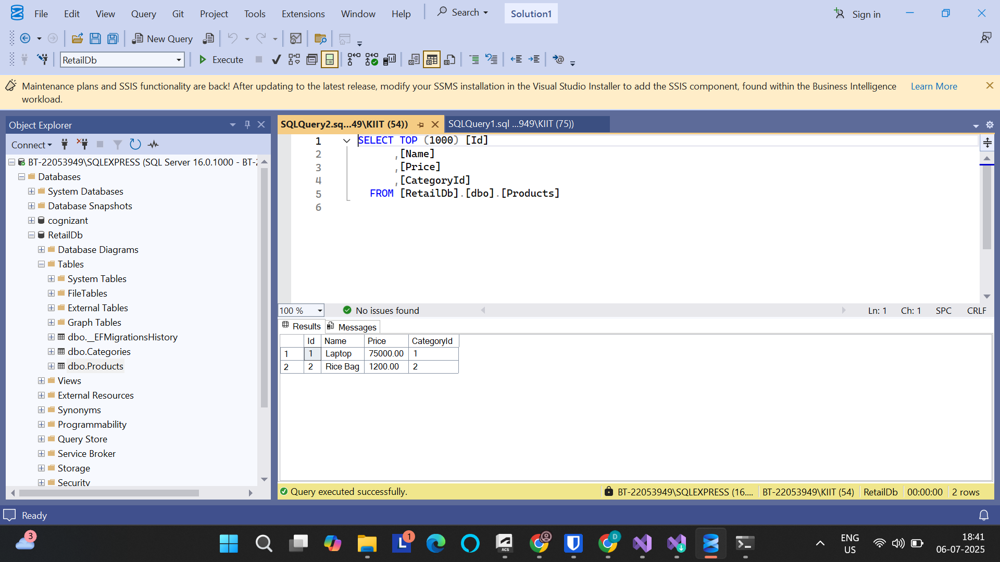 File Edit View Query Git Project Tools Extensions Window Help Search Solution1 Sign in
New Query
RetailDb Execute
Maintenance plans and SSIS functionality are back! After updating to the latest release, modify your SSMS installation in the Visual Studio Installer to add the SSIS component, found within the Business Intelligence Learn More
workload.
Object Explorer
Connect
BT-22053949\SQLEXPRESS (SQL Server 16.0.1000 - BT-2
Databases
System Databases
Database Snapshots
cognizant
RetailDb
Database Diagrams
Tables
System Tables
FileTables
External Tables
Graph Tables
dbo.__EFMigrationsHistory
dbo.Categories
dbo.Products
Views
External Resources
Synonyms
Programmability
Query Store
Service Broker
Storage
Security
SQLQuery2.sq...49\KIIT (54)) SQLQuery1.sql ...949\KIIT (75))
1 SELECT TOP (1000) [Id]
2 ,[Name]
3 ,[Price]
4 ,[CategoryId]
5 FROM [RetailDb].[dbo].[Products]
6
100 % No issues found Ln: 1 Ch: 1 SPC CRLF
Results Messages
Id Name Price CategoryId
1 1 Laptop 75000.00 1
2 2 Rice Bag 1200.00 2
Query executed successfully. BT-22053949\SQLEXPRESS (16.... BT-22053949\KIIT (54) RetailDb 00:00:00 2 rows
Ready
3 L 1 ACS D ENG 18:41
US 06-07-2025